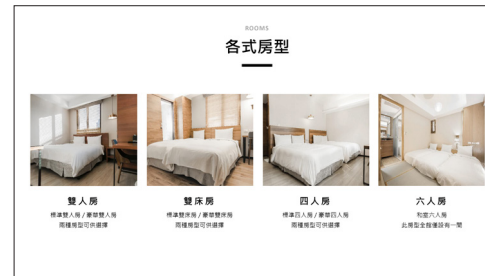 ROOMS
各式房型
雙人房
標準雙人房 / 豪華雙人房
兩種房型可供選擇
雙床房
標準雙床房 / 豪華雙床房
兩種房型可供選擇
四人房
標準四人房 / 豪華四人房
兩種房型可供選擇
六人房
和室六人房
此房型全館僅設有一間